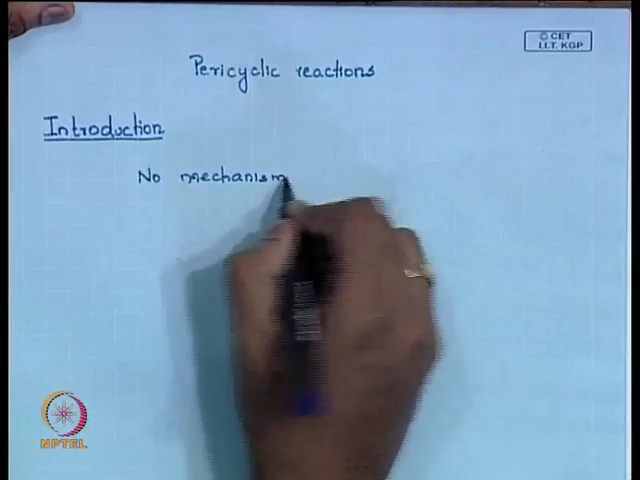 © CET
I.I.T. KGP
Pericyclic reactions
Introduction
No mechanism
NPTEL